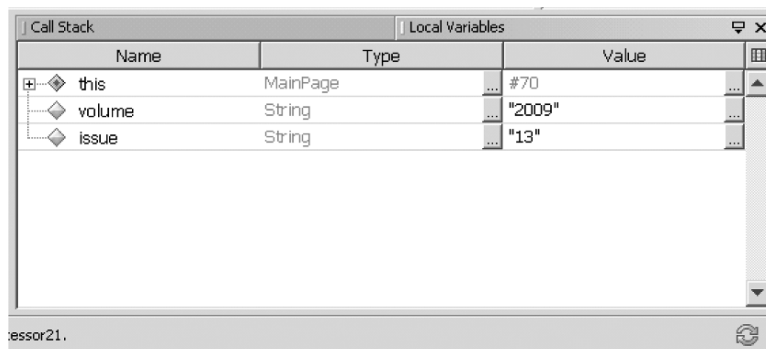 Call Stack Local Variables
Name Type Value
this MainPage ... #70 ...
volume String ... "2009" ...
issue String ... "13" ...
essor21.